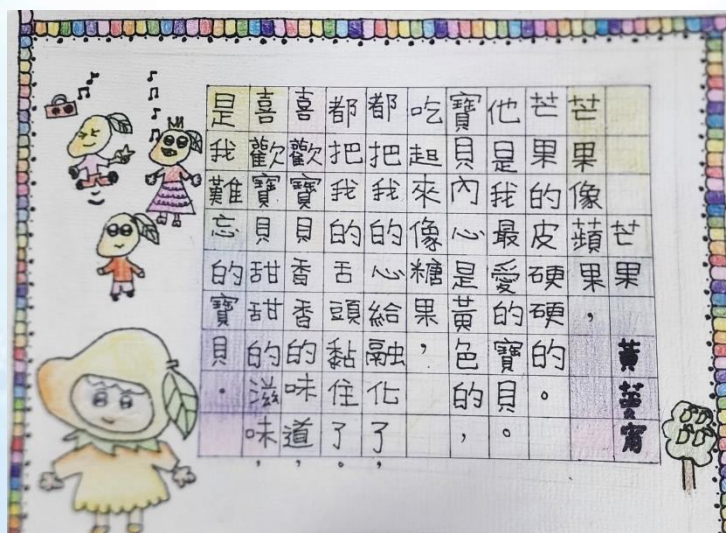 芒果 黃
芒果像蘋果，
芒果的皮硬硬的。
他是我最愛的寶貝。
寶貝內心是黃色的，
吃起來像糖果，
都把我的心給融化了，
都把我的舌頭黏住了。
喜歡寶貝香香的味道，
喜歡寶貝甜甜的滋味，
是我難忘的寶貝。